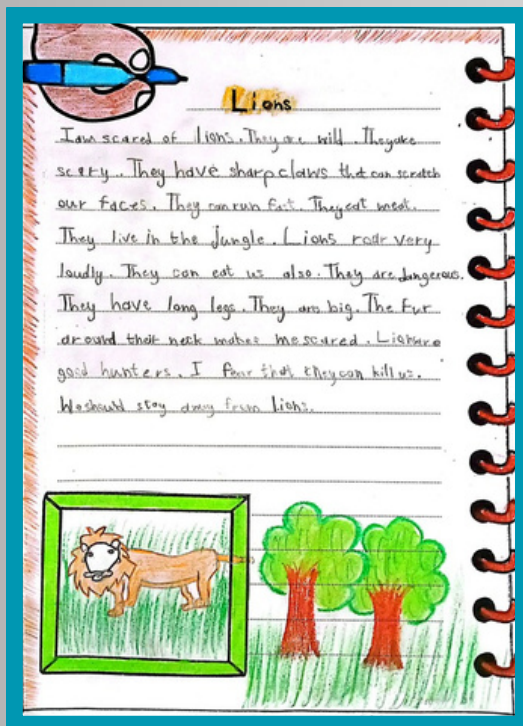 Lions
I am scared of lions. They are wild. They are
scary. They have sharp claws that can scratch
our faces. They can run fast. They eat meat.
They live in the jungle. Lions roar very
loudly. They can eat us also. They are dangerous.
They have long legs. They are big. The fur
around their neck makes me scared. Lions are
good hunters. I fear that they can kill us.
We should stay away from lions.